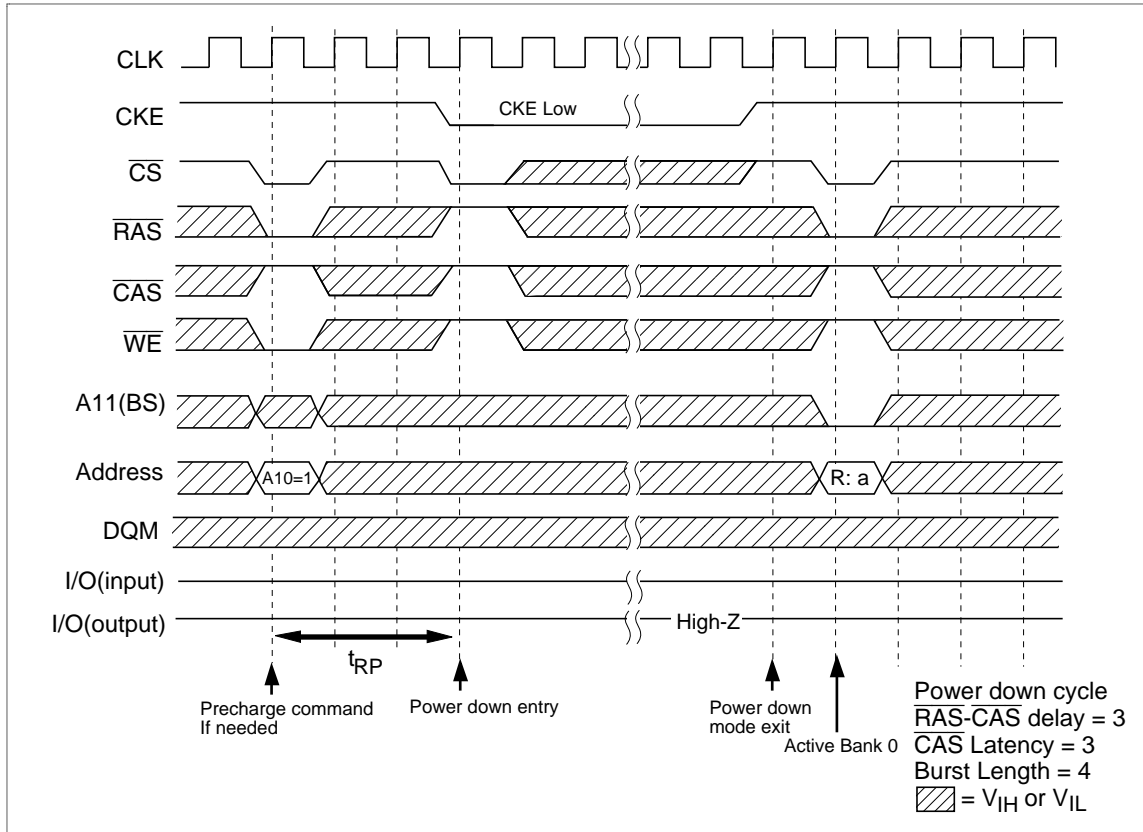 CLK
CKE
CKE Low
CS
RAS
CAS
WE
A11(BS)
Address
A10=1
R: a
DQM
I/O(input)
I/O(output)
High-Z
tRP
Precharge command
If needed
Power down entry
Power down
mode exit
Active Bank 0
Power down cycle
RAS-CAS delay = 3
CAS Latency = 3
Burst Length = 4
= VIH or VIL